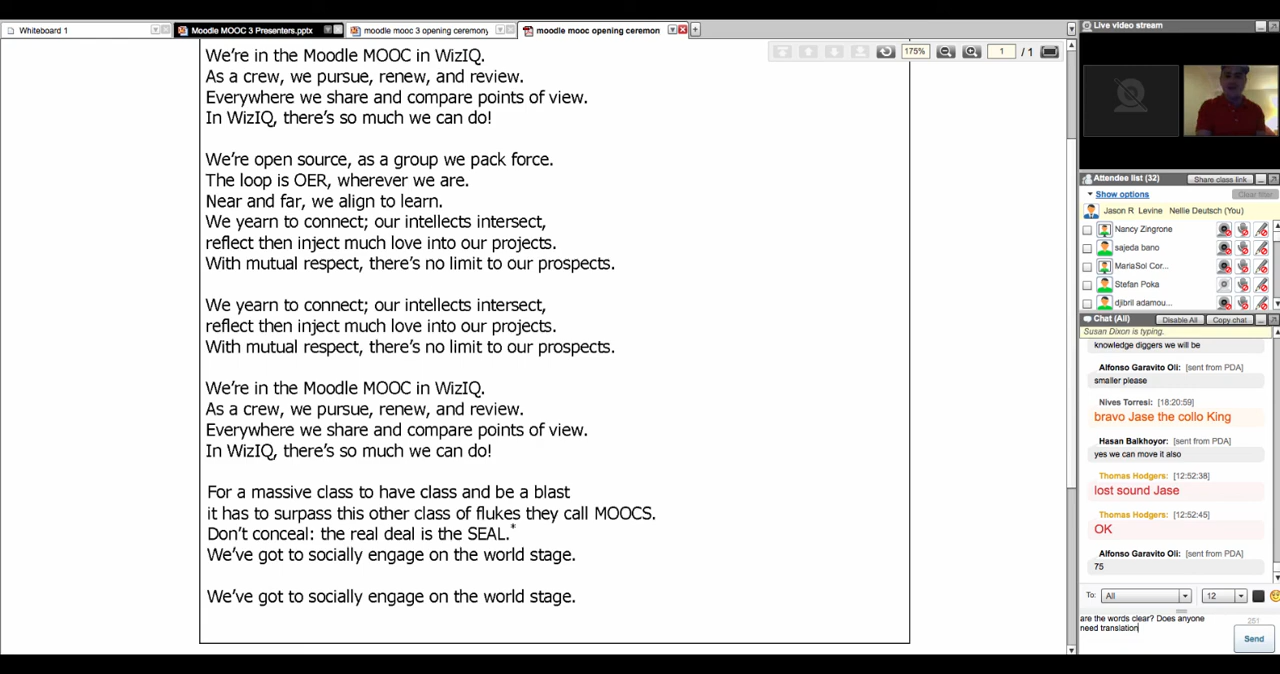 Whiteboard 1
Moodle MOOC 3 Presenters.pptx
moodle mooc 3 opening ceremony
moodle mooc opening ceremon
175%
1 / 1
We're in the Moodle MOOC in WizIQ.
As a crew, we pursue, renew, and review.
Everywhere we share and compare points of view.
In WizIQ, there's so much we can do!
We're open source, as a group we pack force.
The loop is OER, wherever we are.
Near and far, we align to learn.
We yearn to connect; our intellects intersect,
reflect then inject much love into our projects.
With mutual respect, there's no limit to our prospects.
We yearn to connect; our intellects intersect,
reflect then inject much love into our projects.
With mutual respect, there's no limit to our prospects.
We're in the Moodle MOOC in WizIQ.
As a crew, we pursue, renew, and review.
Everywhere we share and compare points of view.
In WizIQ, there's so much we can do!
For a massive class to have class and be a blast
it has to surpass this other class of flukes they call MOOCS.
Don't conceal: the real deal is the SEAL.*
We've got to socially engage on the world stage.
We've got to socially engage on the world stage.
Live video stream
Attendee list (32)
Share class link
Show options
Clear filter
Jason R Levine Nellie Deutsch (You)
Nancy Zingrone
sajeda bano
MariaSol Cor...
Stefan Poka
djibril adamou...
Chat (All)
Disable All
Copy chat
Susan Dixon is typing.
knowledge diggers we will be
Alfonso Garavito Oli: [sent from PDA]
smaller please
Nives Torresi: [18:20:59]
bravo Jase the collo King
Hasan Balkhoyor: [sent from PDA]
yes we can move it also
Thomas Hodgers: [12:52:38]
lost sound Jase
Thomas Hodgers: [12:52:45]
OK
Alfonso Garavito Oli: [sent from PDA]
75
To: All 12
are the words clear? Does anyone
need translation
251
Send